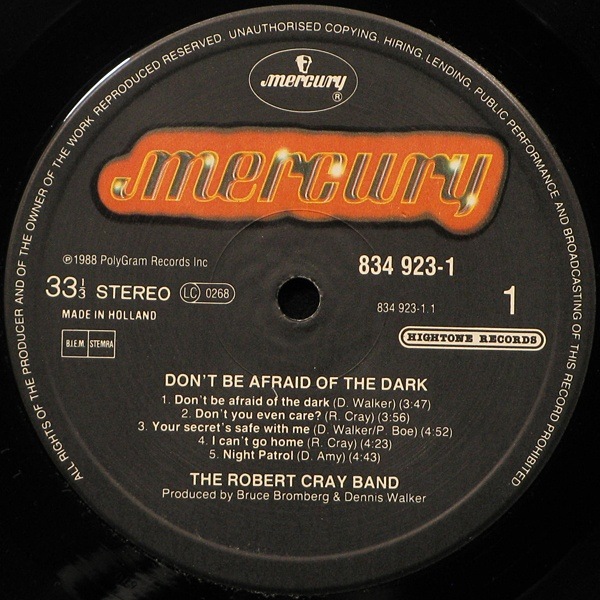 ALL RIGHTS OF THE PRODUCER AND OF THE OWNER OF THE WORK REPRODUCED RESERVED. UNAUTHORISED COPYING, HIRING, LENDING, PUBLIC PERFORMANCE AND BROADCASTING OF THIS RECORD PROHIBITED
mercury
®
mercury
℗1988 PolyGram Records Inc
834 923-1
33 1/3 STEREO LC 0268
834 923-1.1
1
MADE IN HOLLAND
B.I.E.M. STEMRA
HIGHTONE RECORDS
DON'T BE AFRAID OF THE DARK
1. Don't be afraid of the dark (D. Walker) (3:47)
2. Don't you even care? (R. Cray) (3:56)
3. Your secret's safe with me (D. Walker/P. Boe) (4:52)
4. I can't go home (R. Cray) (4:23)
5. Night Patrol (D. Amy) (4:43)
THE ROBERT CRAY BAND
Produced by Bruce Bromberg & Dennis Walker